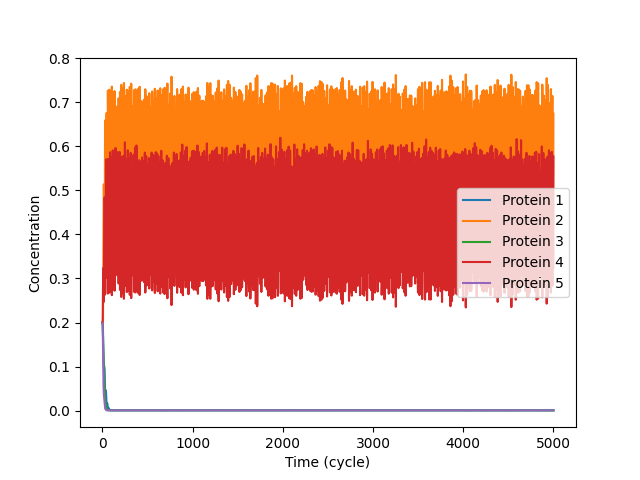 0.8
0.7
0.6
0.5
0.4
0.3
0.2
0.1
0.0
Concentration
Protein 1
Protein 2
Protein 3
Protein 4
Protein 5
0 1000 2000 3000 4000 5000
Time (cycle)